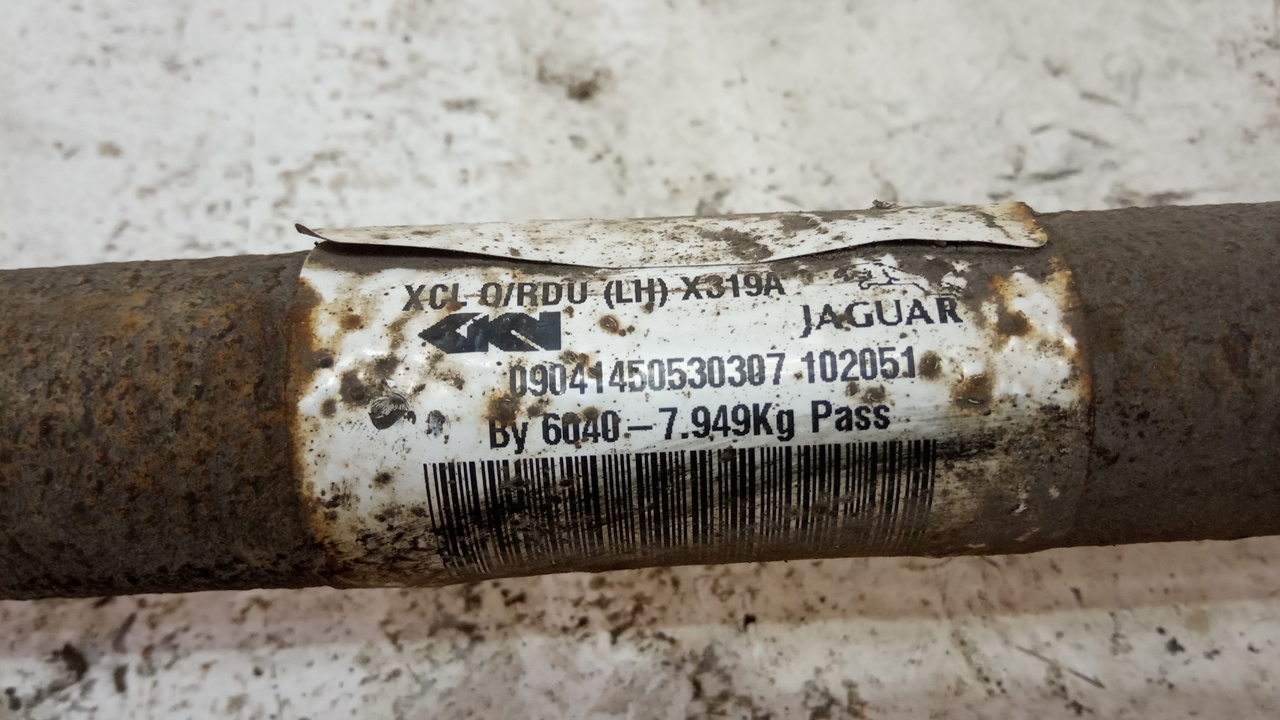 XCL O/RDU (LH) X319A
GKN
JAGUAR
09041450530307 102051
By 6040 – 7.949Kg Pass